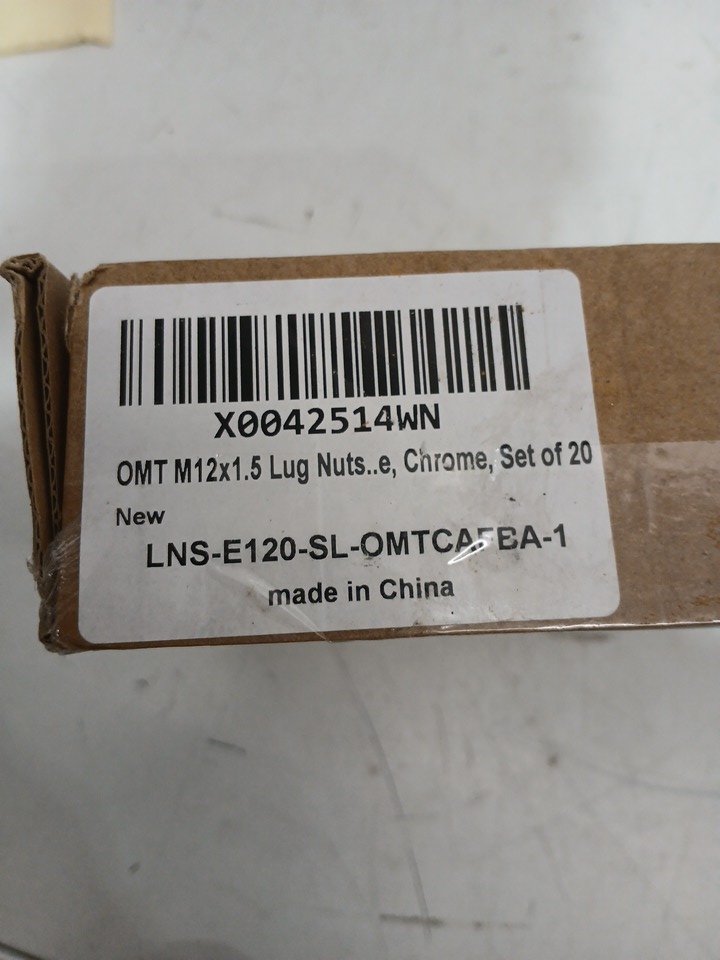 X0042514WN
OMT M12x1.5 Lug Nuts..e, Chrome, Set of 20
New
LNS-E120-SL-OMTCAFBA-1
made in China